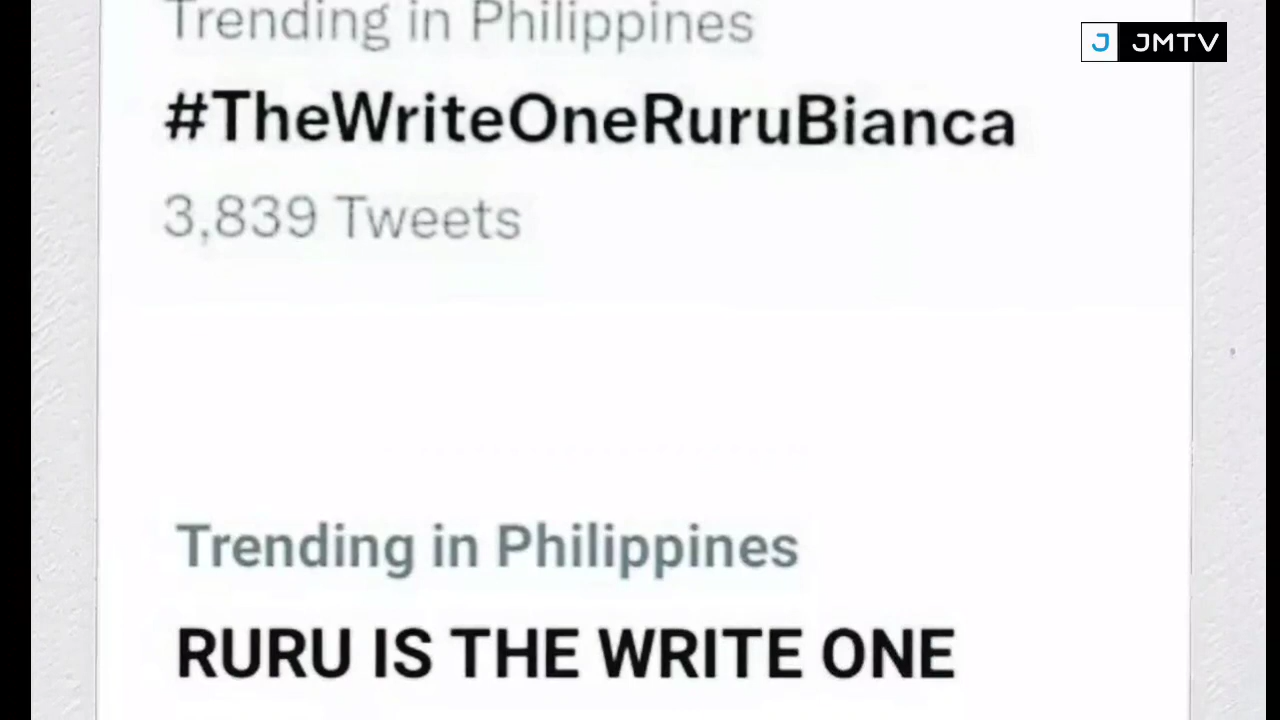 Trending in Philippines
J JMTV
#TheWriteOneRuruBianca
3,839 Tweets
Trending in Philippines
RURU IS THE WRITE ONE